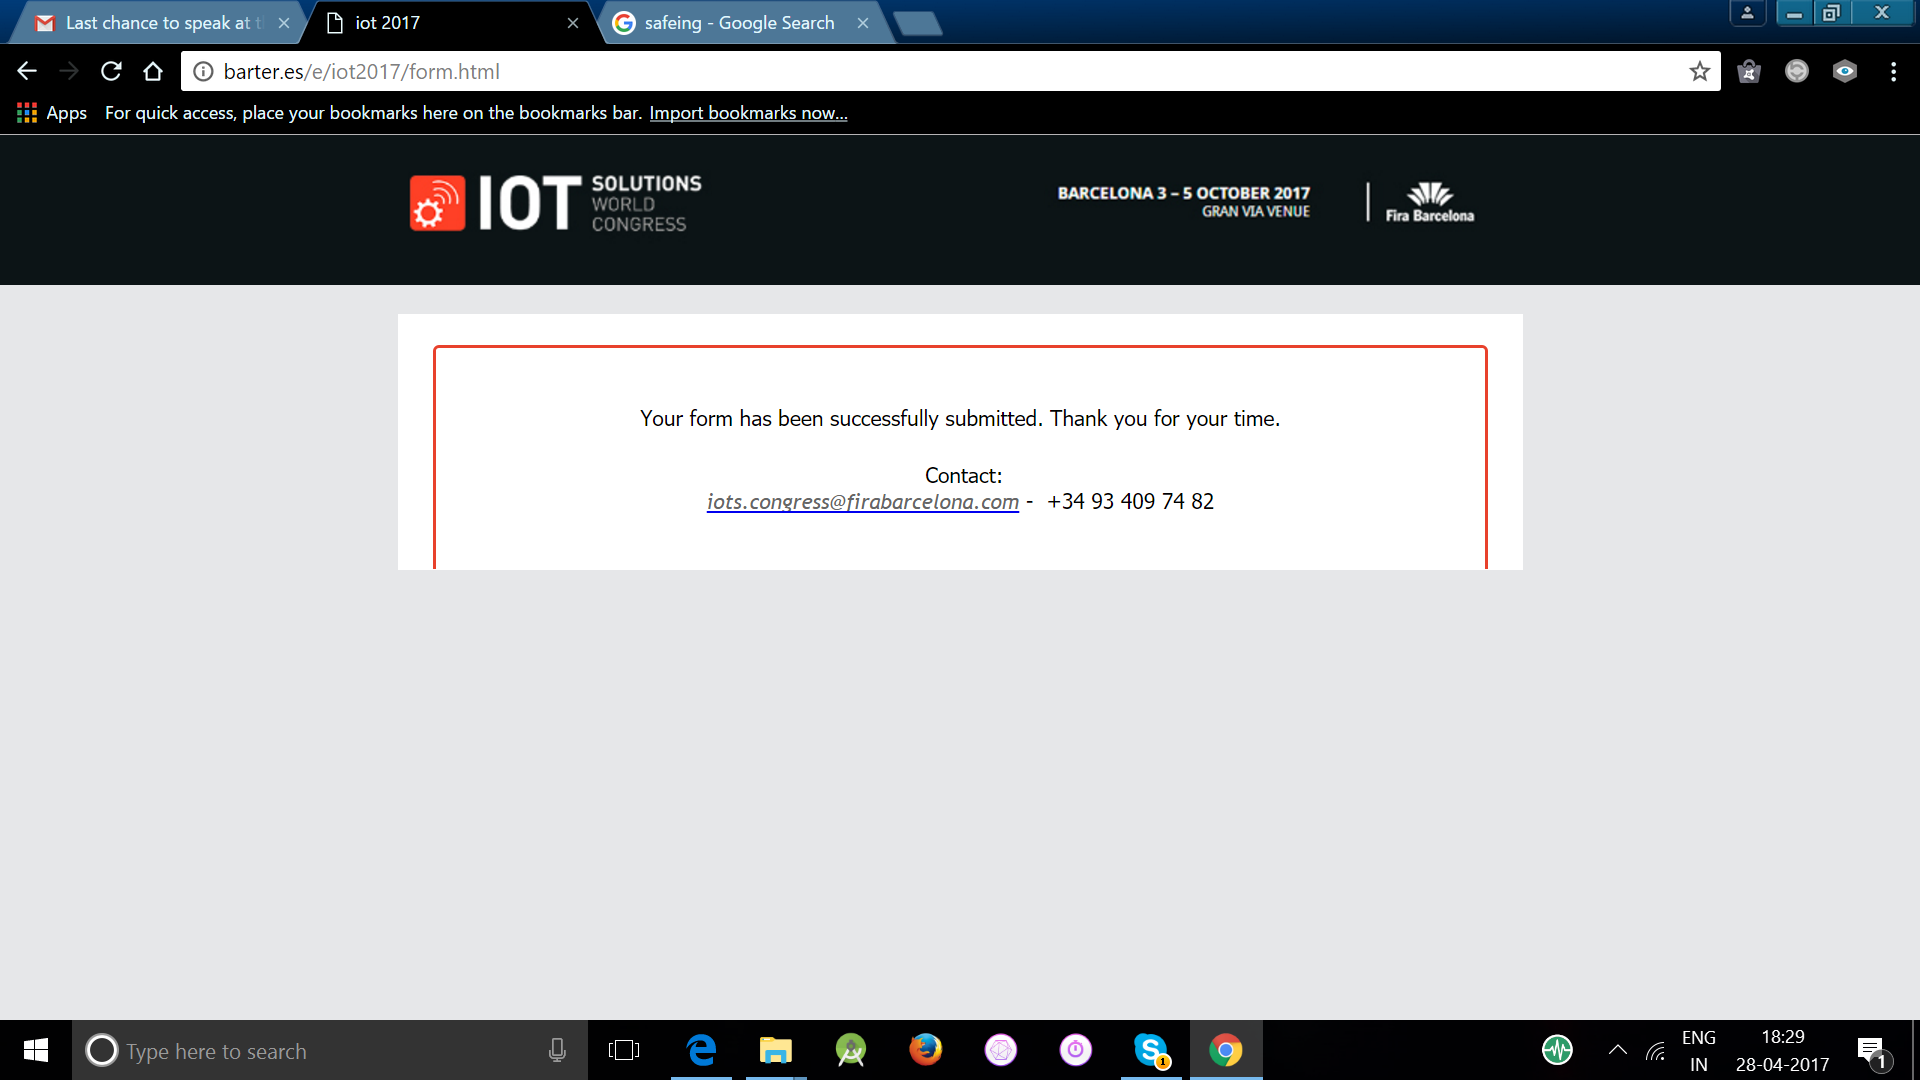 Last chance to speak at t
iot 2017
safeing - Google Search
barter.es/e/iot2017/form.html
Apps
For quick access, place your bookmarks here on the bookmarks bar. Import bookmarks now...
IOT SOLUTIONS
WORLD
CONGRESS
BARCELONA 3 – 5 OCTOBER 2017
GRAN VIA VENUE
Fira Barcelona
Your form has been successfully submitted. Thank you for your time.
Contact:
iots.congress@firabarcelona.com - +34 93 409 74 82
Type here to search
1
ENG
IN
18:29
28-04-2017
1